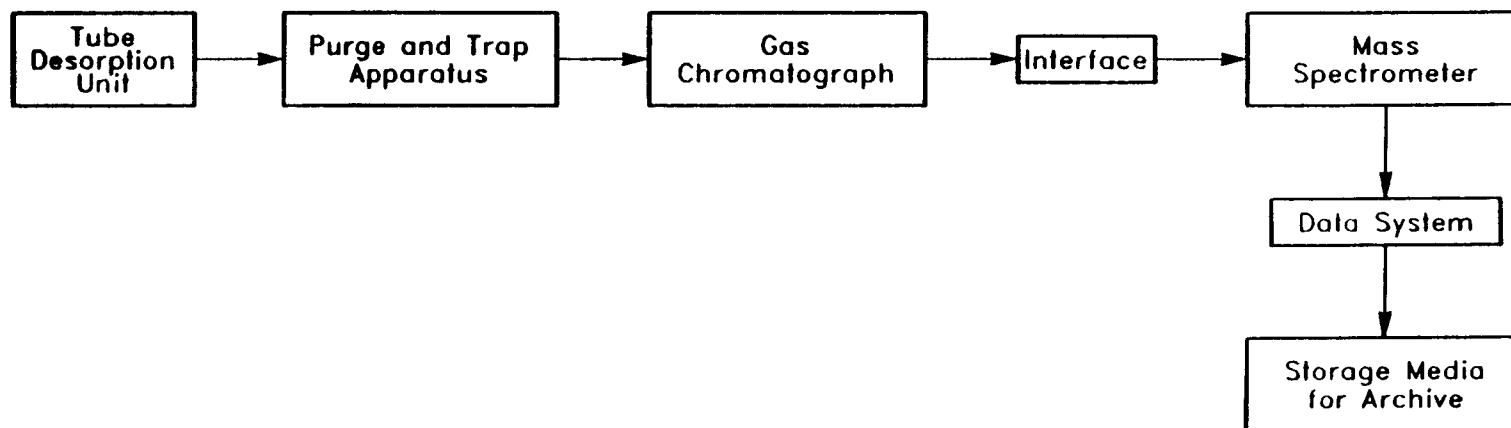 Tube
Desorption
Unit
Purge and Trap
Apparatus
Gas
Chromatograph
Interface
Mass
Spectrometer
Data System
Storage Media
for Archive